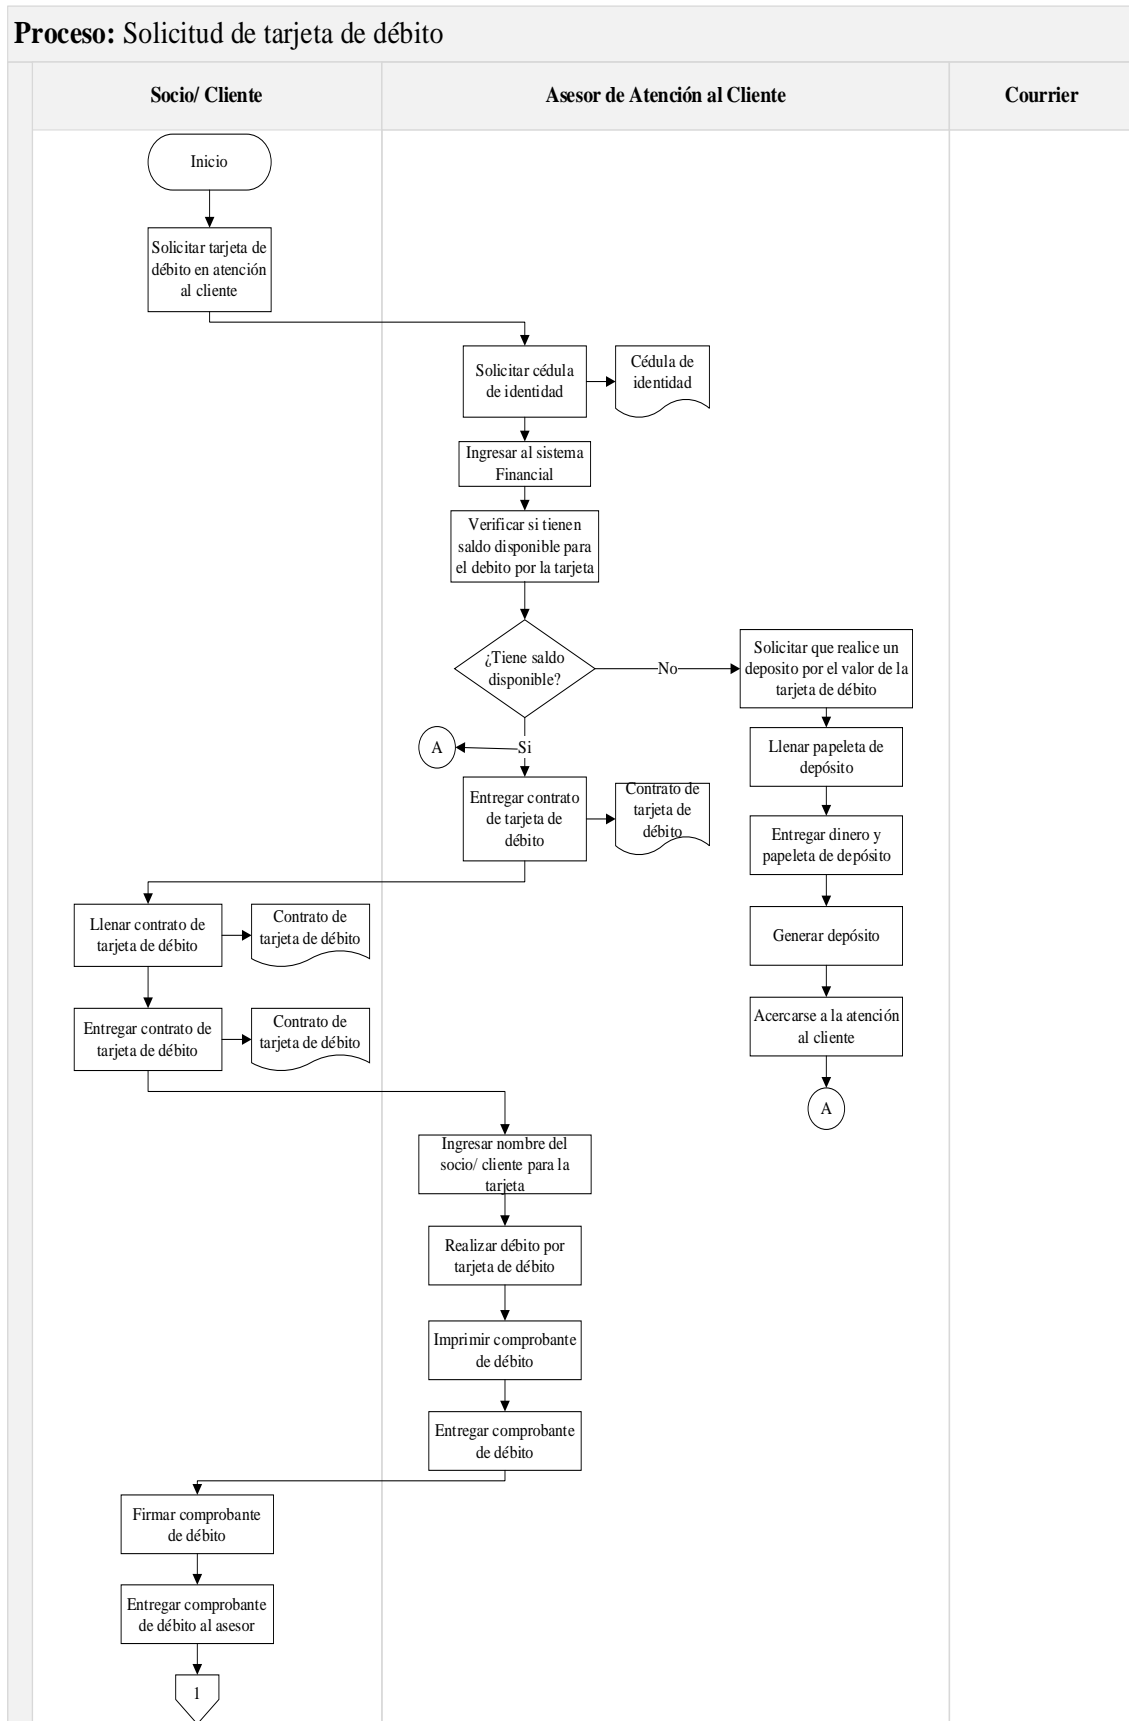 Proceso: Solicitud de tarjeta de débito
Socio/ Cliente
Asesor de Atención al Cliente
Courrier
Inicio
Solicitar tarjeta de
débito en atención
al cliente
Solicitar cédula
de identidad
Cédula de
identidad
Ingresar al sistema
Financial
Verificar si tienen
saldo disponible para
el debito por la tarjeta
¿Tiene saldo
disponible?
No
Solicitar que realice un
deposito por el valor de la
tarjeta de débito
Si
A
Llenar papeleta de
depósito
Entregar contrato
de tarjeta de
débito
Contrato de
tarjeta de
débito
Entregar dinero y
papeleta de depósito
Llenar contrato de
tarjeta de débito
Contrato de
tarjeta de débito
Generar depósito
Entregar contrato de
tarjeta de débito
Contrato de
tarjeta de débito
Acercarse a la atención
al cliente
A
Ingresar nombre del
socio/ cliente para la
tarjeta
Realizar débito por
tarjeta de débito
Imprimir comprobante
de débito
Entregar comprobante
de débito
Firmar comprobante
de débito
Entregar comprobante
de débito al asesor
1